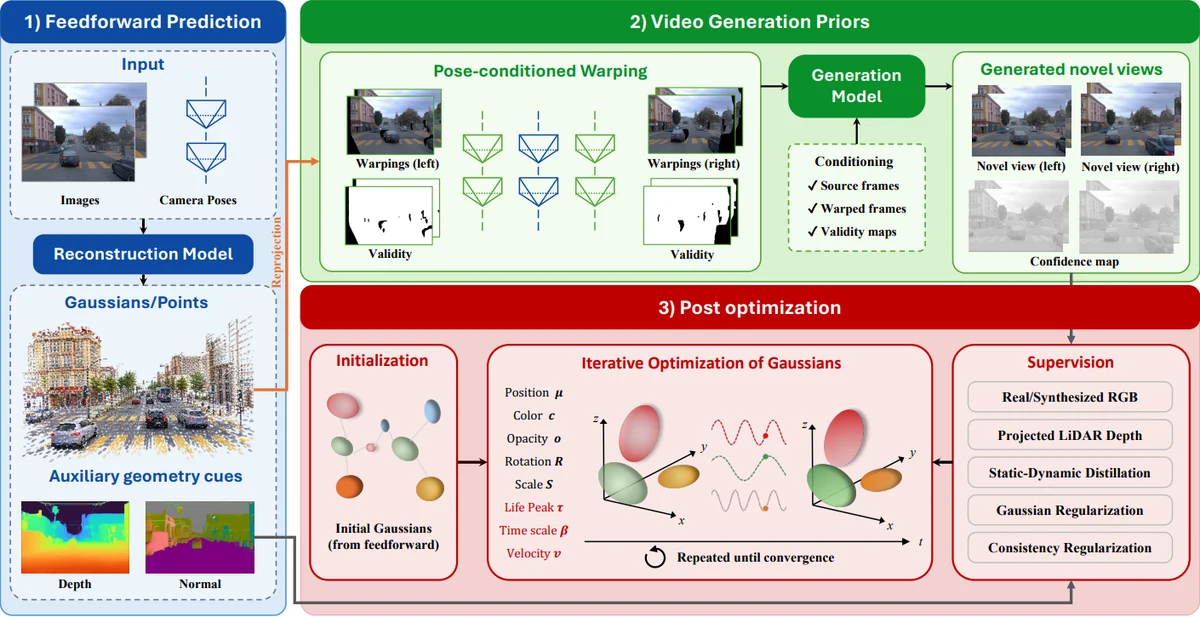 1) Feedforward Prediction
Input
Images
Camera Poses
Reconstruction Model
Gaussians/Points
Auxiliary geometry cues
Depth
Normal
Reprojection
2) Video Generation Priors
Pose-conditioned Warping
Warpings (left)
Warpings (right)
Validity
Validity
Generation
Model
Conditioning
✓ Source frames
✓ Warped frames
✓ Validity maps
Generated novel views
Novel view (left)
Novel view (right)
Confidence map
3) Post optimization
Initialization
Initial Gaussians
(from feedforward)
Iterative Optimization of Gaussians
Position μ
Color c
Opacity o
Rotation R
Scale S
Life Peak τ
Time scale β
Velocity v
z
y
x
z
y
x
t
Repeated until convergence
Supervision
Real/Synthesized RGB
Projected LiDAR Depth
Static-Dynamic Distillation
Gaussian Regularization
Consistency Regularization